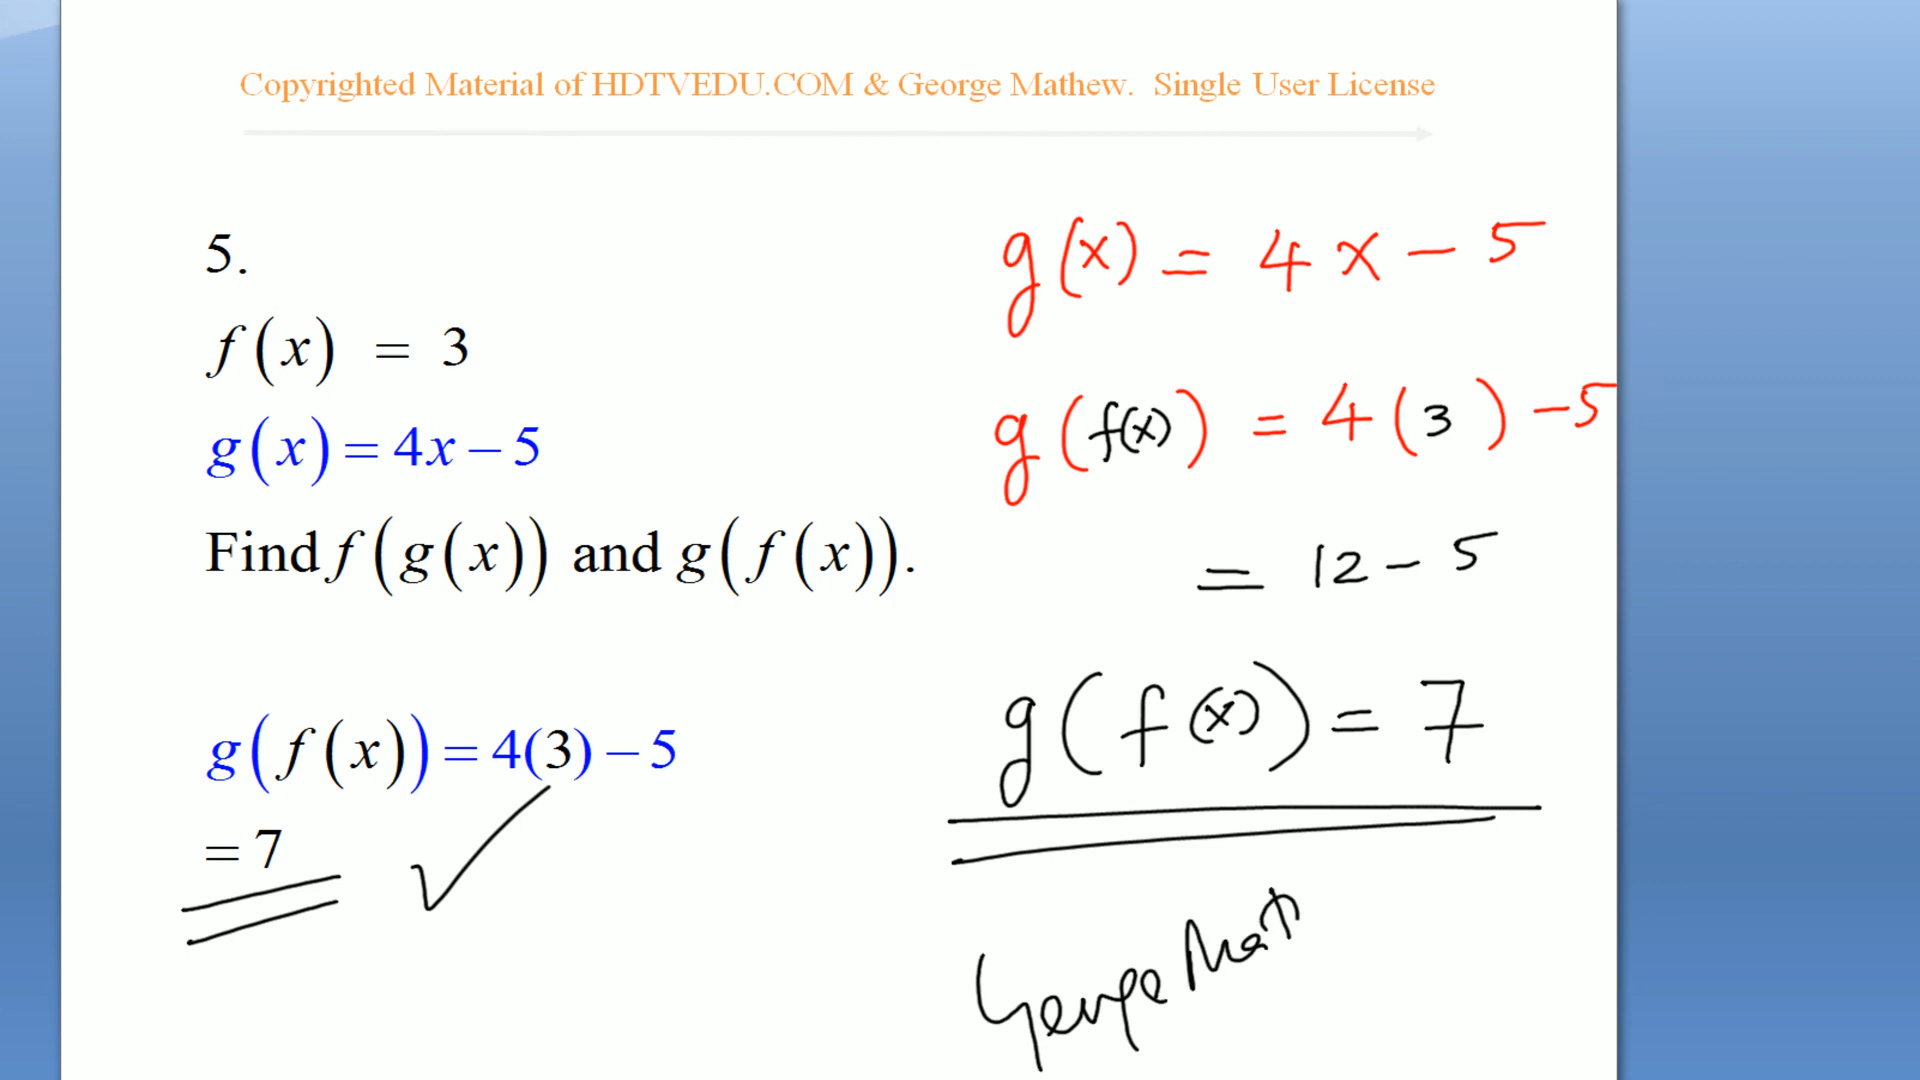 Copyrighted Material of HDTVEDU.COM & George Mathew. Single User License
5.
f(x) = 3
g(x) = 4x − 5
Find f(g(x)) and g(f(x)).
g(f(x)) = 4(3) − 5
= 7
g(x) = 4x − 5
g(f(x)) = 4(3) − 5
= 12 − 5
g(f(x)) = 7
George Mat